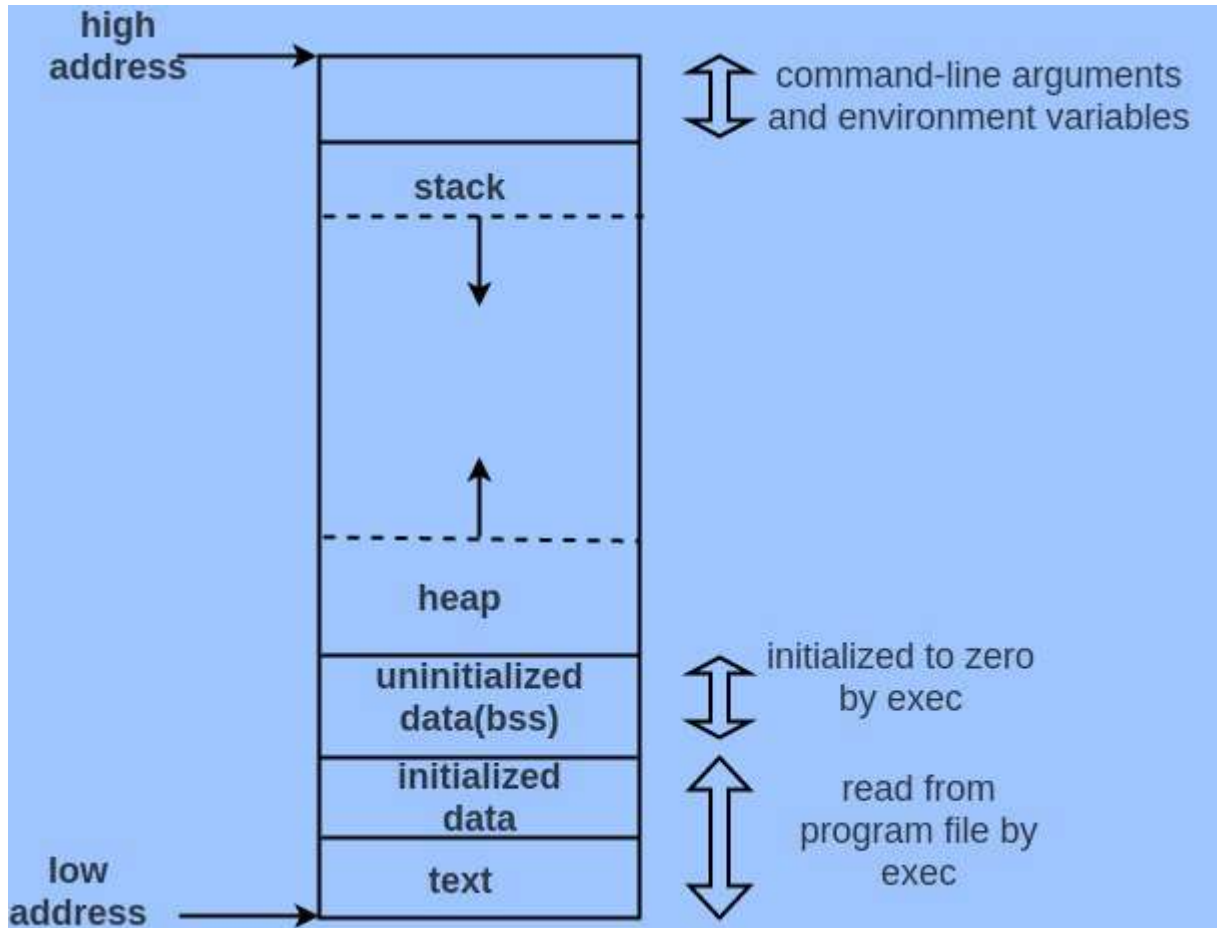 high
address
command-line arguments
and environment variables
stack
heap
uninitialized
data(bss)
initialized to zero
by exec
initialized
data
read from
program file by
exec
text
low
address